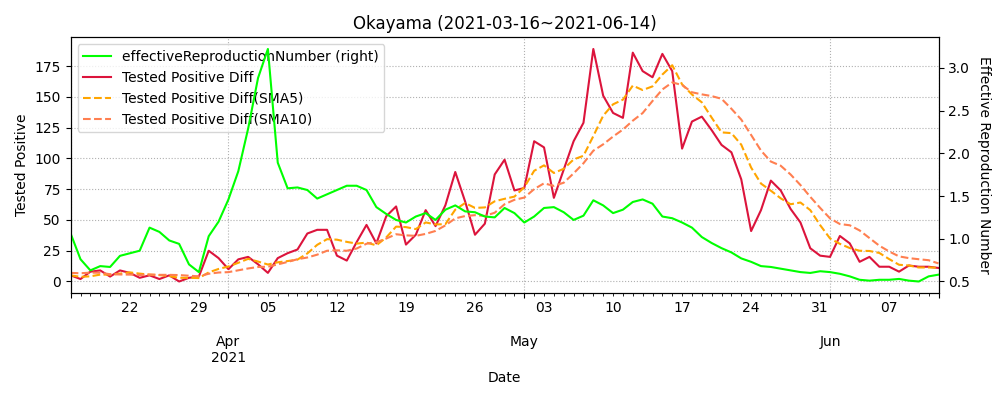 Okayama (2021-03-16~2021-06-14)
effectiveReproductionNumber (right)
Tested Positive Diff
Tested Positive Diff(SMA5)
Tested Positive Diff(SMA10)
Tested Positive
175
150
125
100
75
50
25
0
3.0
2.5
2.0
1.5
1.0
0.5
Effective Reproduction Number
22 29 05 12 19 26 03 10 17 24 31 07
Apr May Jun
2021
Date